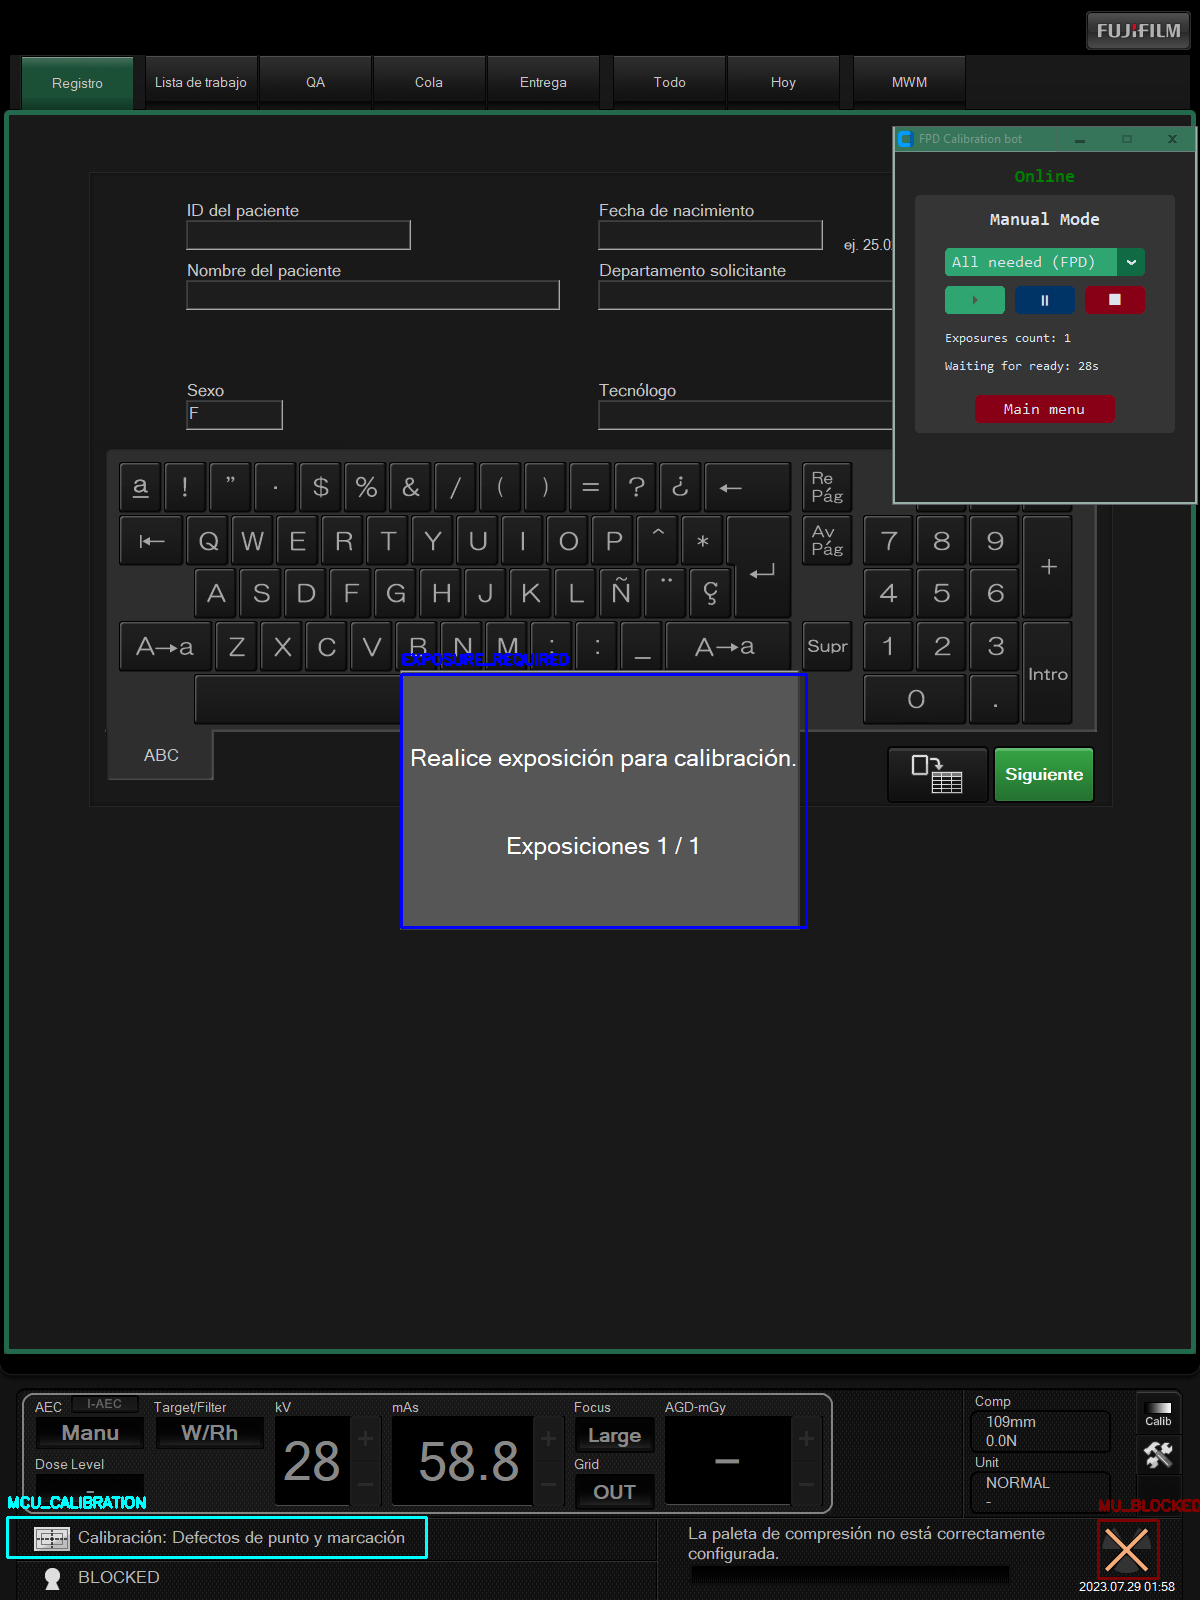 FUJIFILM
Registro
Lista de trabajo
QA
Cola
Entrega
Todo
Hoy
MWM
FPD Calibration bot
Online
Manual Mode
All needed (FPD)
Exposures count: 1
Waiting for ready: 28s
Main menu
ID del paciente
Fecha de nacimiento
ej. 25.0
Nombre del paciente
Departamento solicitante
Sexo
F
Tecnólogo
a ! " · $ % & / ( ) = ? ¿ ← Re Pág
Q W E R T Y U I O P ^ * Av Pág 7 8 9 +
A S D F G H J K L Ñ ¨ Ç 4 5 6
A→a Z X C V B N M ; : _ A→a Supr 1 2 3 Intro
0 .
EXPOSURE_REQUIRED
Realice exposición para calibración.
Exposiciones 1 / 1
ABC
Siguiente
AEC I-AEC
Manu
Dose Level
-
Target/Filter
W/Rh
kV
28
+
-
mAs
58.8
+
-
Focus
Large
Grid
OUT
AGD-mGy
-
+
-
Comp
109mm
0.0N
Unit
NORMAL
-
Calib
MCU_CALIBRATION
Calibración: Defectos de punto y marcación
BLOCKED
La paleta de compresión no está correctamente
configurada.
MU_BLOCKED
2023.07.29 01:58